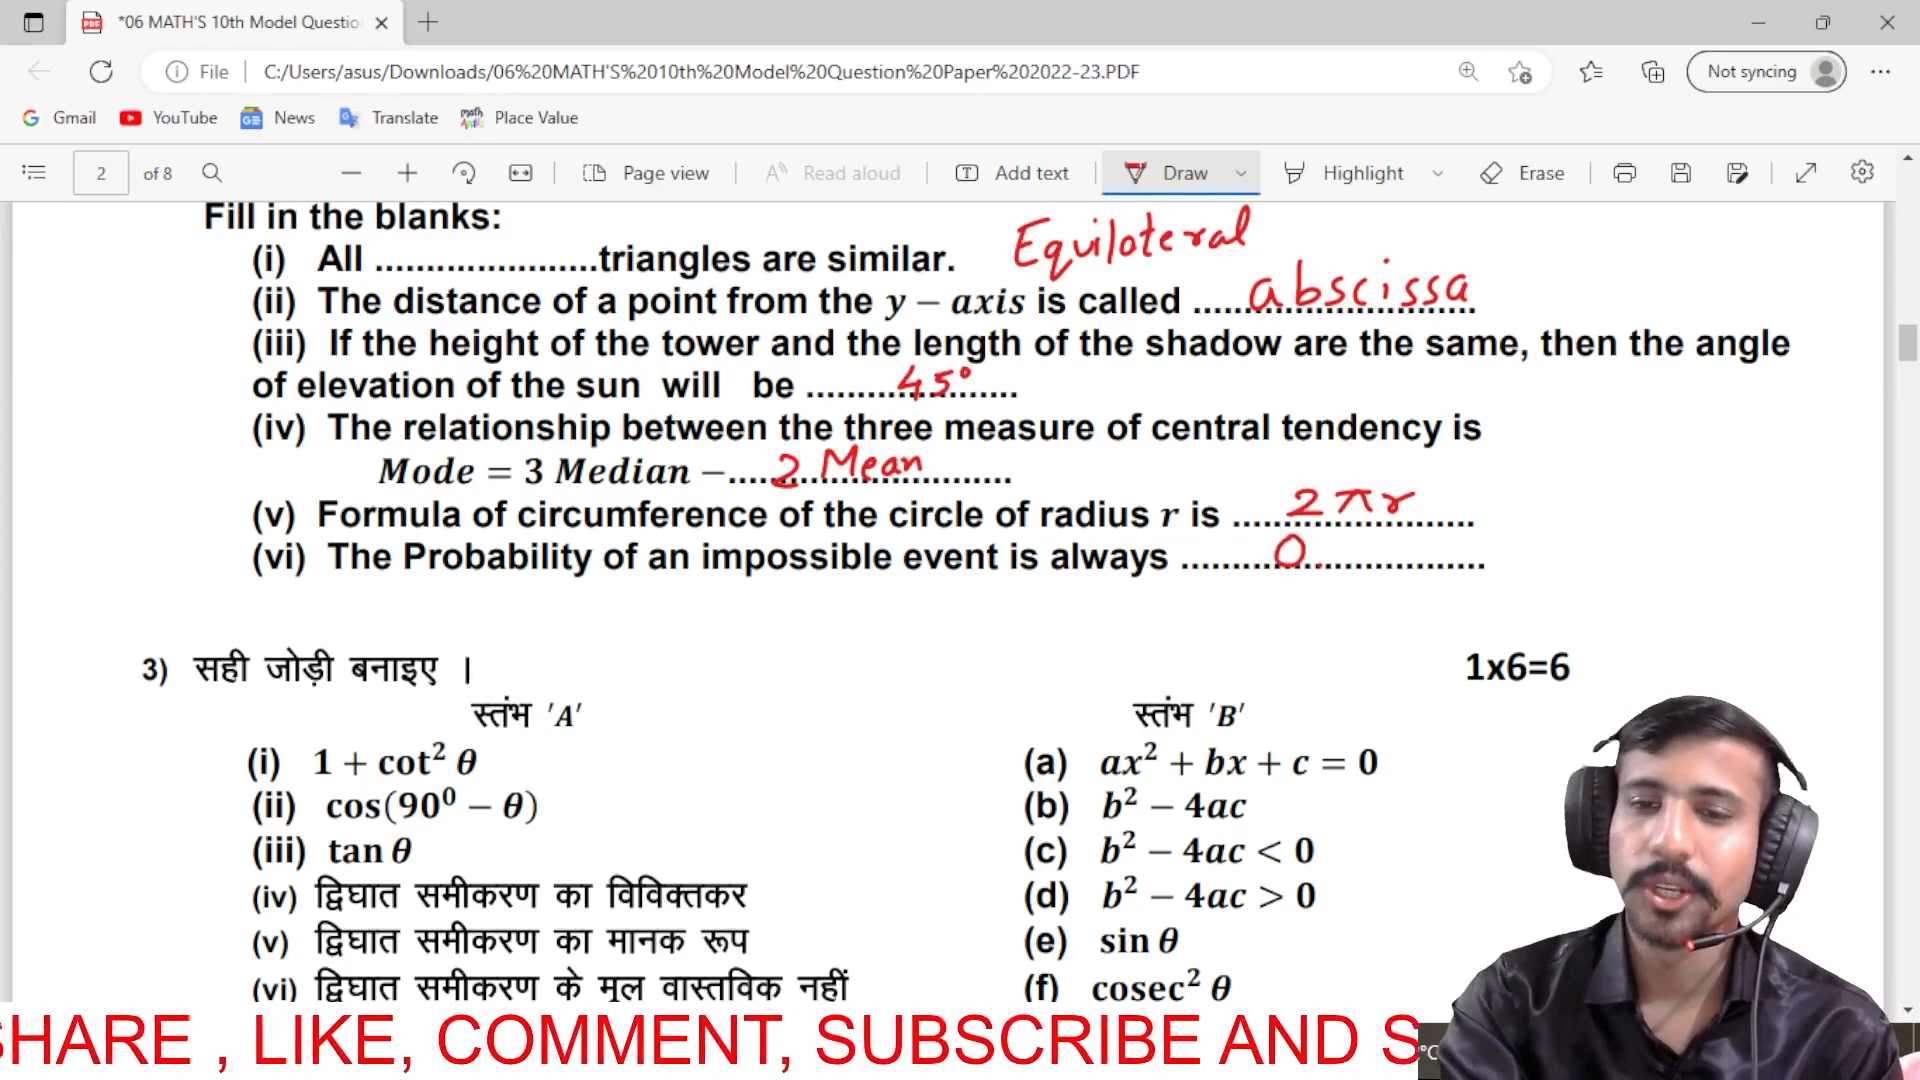 *06 MATH'S 10th Model Questio
File C:/Users/asus/Downloads/06%20MATH'S%2010th%20Model%20Question%20Paper%202022-23.PDF Not syncing
Gmail YouTube News Translate Place Value
2 of 8 Page view Read aloud Add text Draw Highlight Erase
Fill in the blanks:
(i) All ......................triangles are similar. Equilateral
(ii) The distance of a point from the y − axis is called ............................ abscissa
(iii) If the height of the tower and the length of the shadow are the same, then the angle
of elevation of the sun will be ..................... 45°
(iv) The relationship between the three measure of central tendency is
Mode = 3 Median −............................ 2 Mean
(v) Formula of circumference of the circle of radius r is ........................ 2πr
(vi) The Probability of an impossible event is always .............................. 0
3) सही जोड़ी बनाइए । 1x6=6
स्तंभ 'A' स्तंभ 'B'
(i) 1 + cot² θ (a) ax² + bx + c = 0
(ii) cos(90⁰ − θ) (b) b² − 4ac
(iii) tan θ (c) b² − 4ac < 0
(iv) द्विघात समीकरण का विविक्तकर (d) b² − 4ac > 0
(v) द्विघात समीकरण का मानक रूप (e) sin θ
(vi) द्विघात समीकरण के मूल वास्तविक नहीं (f) cosec² θ
SHARE , LIKE, COMMENT, SUBSCRIBE AND S
°C